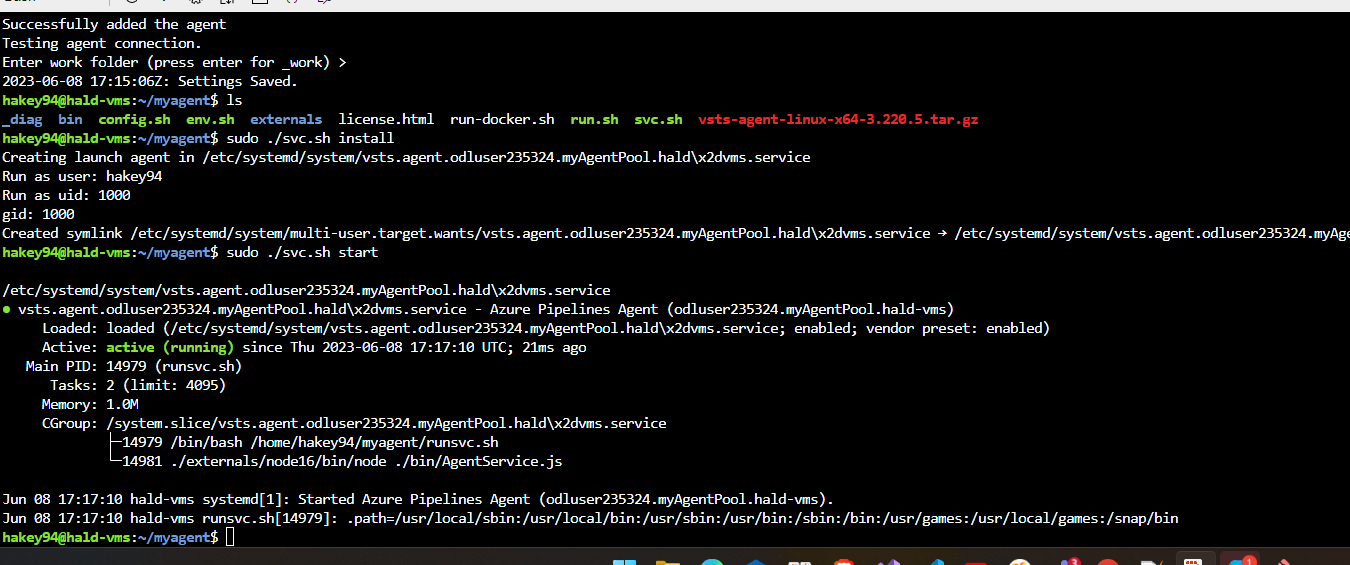 Successfully added the agent
Testing agent connection.
Enter work folder (press enter for _work) >
2023-06-08 17:15:06Z: Settings Saved.
hakey94@hald-vms:~/myagent$ ls
_diag  bin  config.sh  env.sh  externals  license.html  run-docker.sh  run.sh  svc.sh  vsts-agent-linux-x64-3.220.5.tar.gz
hakey94@hald-vms:~/myagent$ sudo ./svc.sh install
Creating launch agent in /etc/systemd/system/vsts.agent.odluser235324.myAgentPool.hald\x2dvms.service
Run as user: hakey94
Run as uid: 1000
gid: 1000
Created symlink /etc/systemd/system/multi-user.target.wants/vsts.agent.odluser235324.myAgentPool.hald\x2dvms.service → /etc/systemd/system/vsts.agent.odluser235324.myAge
hakey94@hald-vms:~/myagent$ sudo ./svc.sh start
/etc/systemd/system/vsts.agent.odluser235324.myAgentPool.hald\x2dvms.service
● vsts.agent.odluser235324.myAgentPool.hald\x2dvms.service - Azure Pipelines Agent (odluser235324.myAgentPool.hald-vms)
Loaded: loaded (/etc/systemd/system/vsts.agent.odluser235324.myAgentPool.hald\x2dvms.service; enabled; vendor preset: enabled)
Active: active (running) since Thu 2023-06-08 17:17:10 UTC; 21ms ago
Main PID: 14979 (runsvc.sh)
Tasks: 2 (limit: 4095)
Memory: 1.0M
CGroup: /system.slice/vsts.agent.odluser235324.myAgentPool.hald\x2dvms.service
├─14979 /bin/bash /home/hakey94/myagent/runsvc.sh
└─14981 ./externals/node16/bin/node ./bin/AgentService.js
Jun 08 17:17:10 hald-vms systemd[1]: Started Azure Pipelines Agent (odluser235324.myAgentPool.hald-vms).
Jun 08 17:17:10 hald-vms runsvc.sh[14979]: .path=/usr/local/sbin:/usr/local/bin:/usr/sbin:/usr/bin:/sbin:/bin:/usr/games:/usr/local/games:/snap/bin
hakey94@hald-vms:~/myagent$
3
1